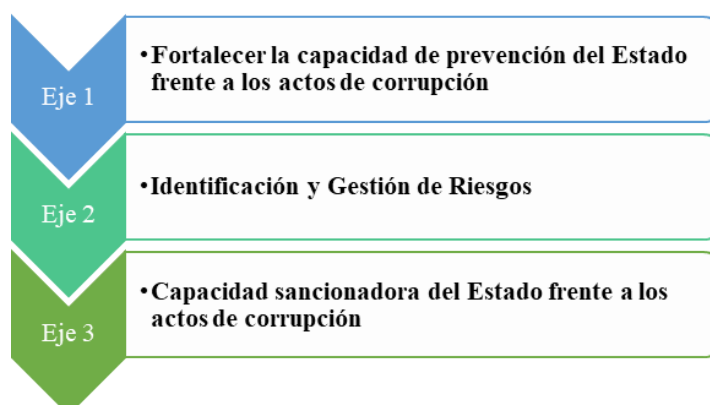 Eje 1
•Fortalecer la capacidad de prevención del Estado
frente a los actos de corrupción
Eje 2
•Identificación y Gestión de Riesgos
Eje 3
•Capacidad sancionadora del Estado frente a los
actos de corrupción